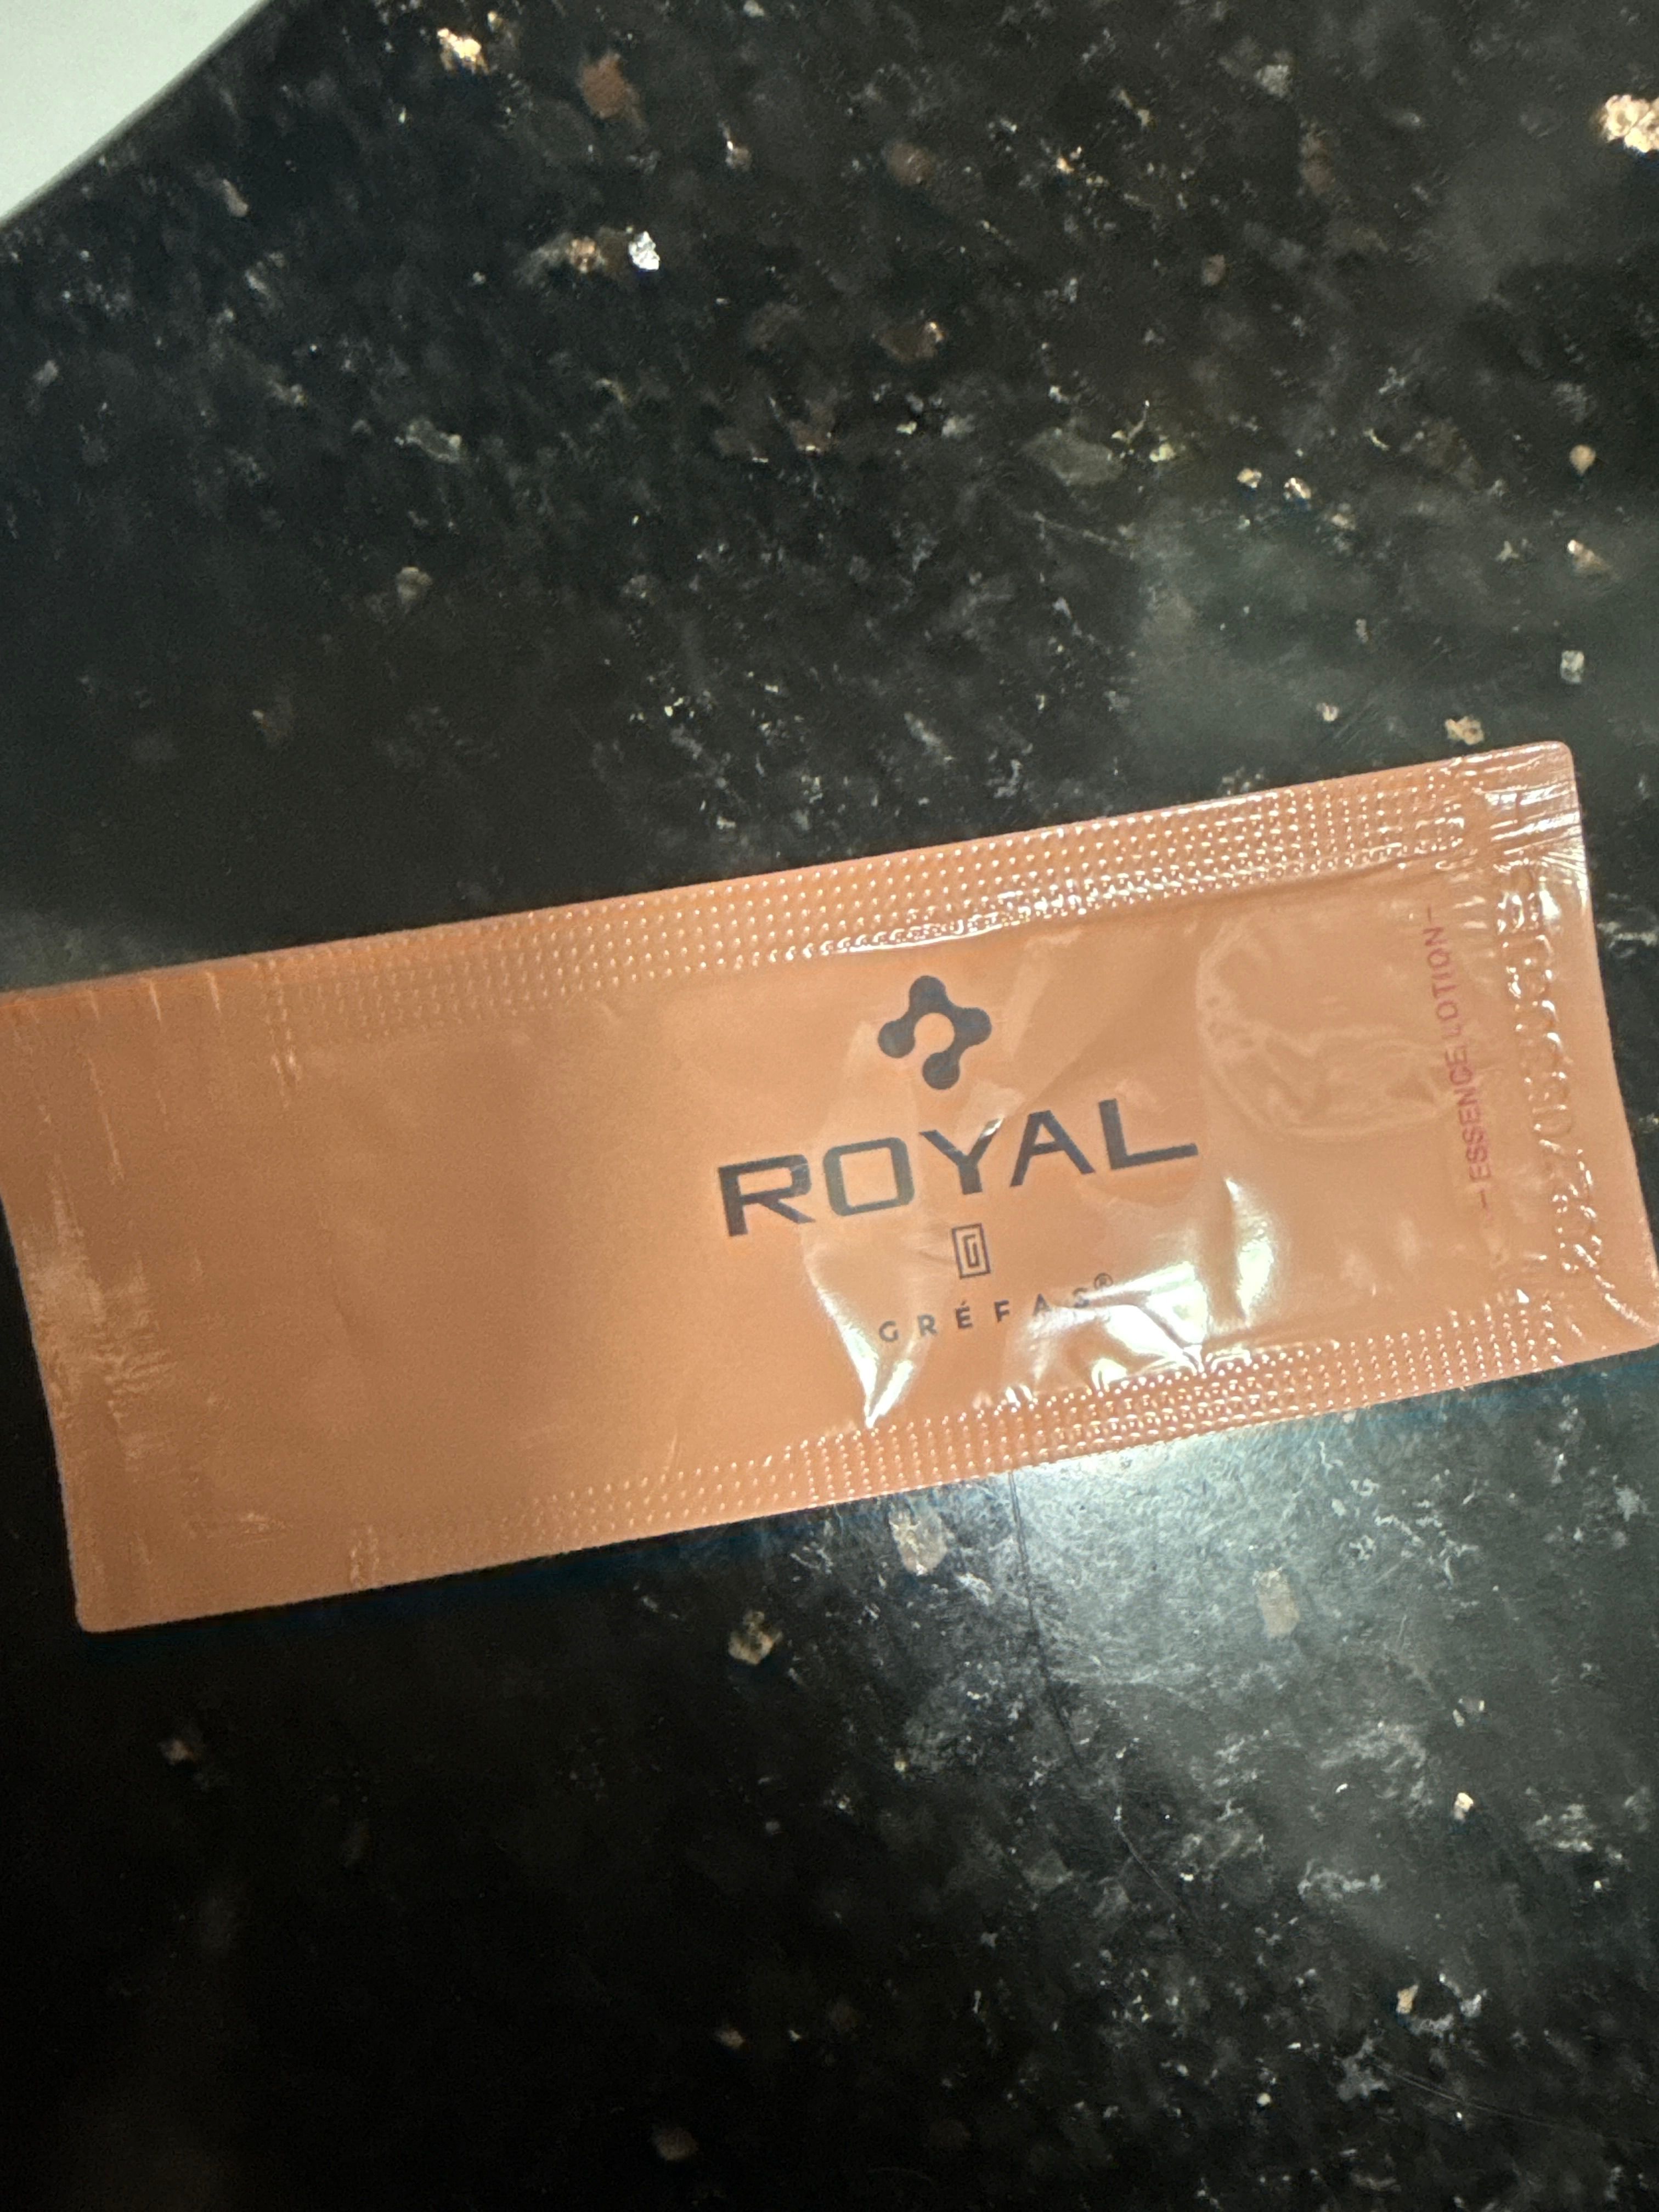 ROYAL
GRÉFAS®
–ESSENCE LOTION–